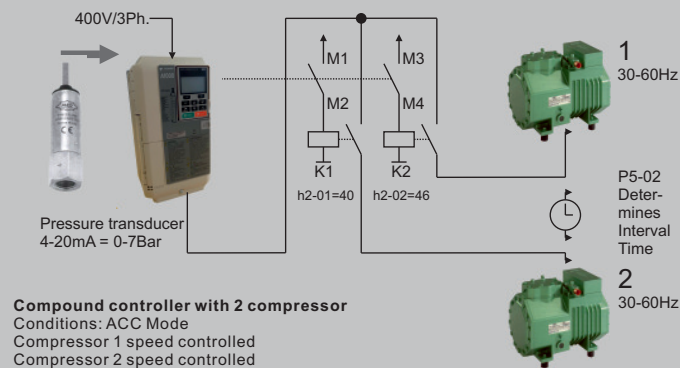 400V/3Ph.
M1
M3
1
30-60Hz
M2
M4
K1
K2
h2-01=40
h2-02=46
P5-02
Deter-
mines
Interval
Time
Pressure transducer
4-20mA = 0-7Bar
2
30-60Hz
Compound controller with 2 compressor
Conditions: ACC Mode
Compressor 1 speed controlled
Compressor 2 speed controlled